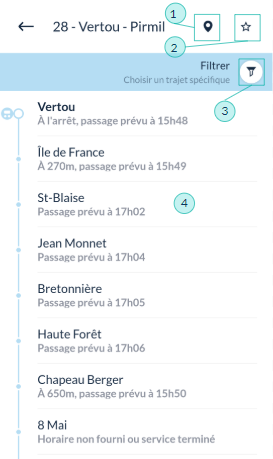 28 - Vertou - Pirmil
1
2
Filtrer
Choisir un trajet spécifique
3
Vertou
À l'arrêt, passage prévu à 15h48
Île de France
À 270m, passage prévu à 15h49
St-Blaise
Passage prévu à 17h02
4
Jean Monnet
Passage prévu à 17h04
Bretonnière
Passage prévu à 17h05
Haute Forêt
Passage prévu à 17h06
Chapeau Berger
À 650m, passage prévu à 15h50
8 Mai
Horaire non fourni ou service terminé